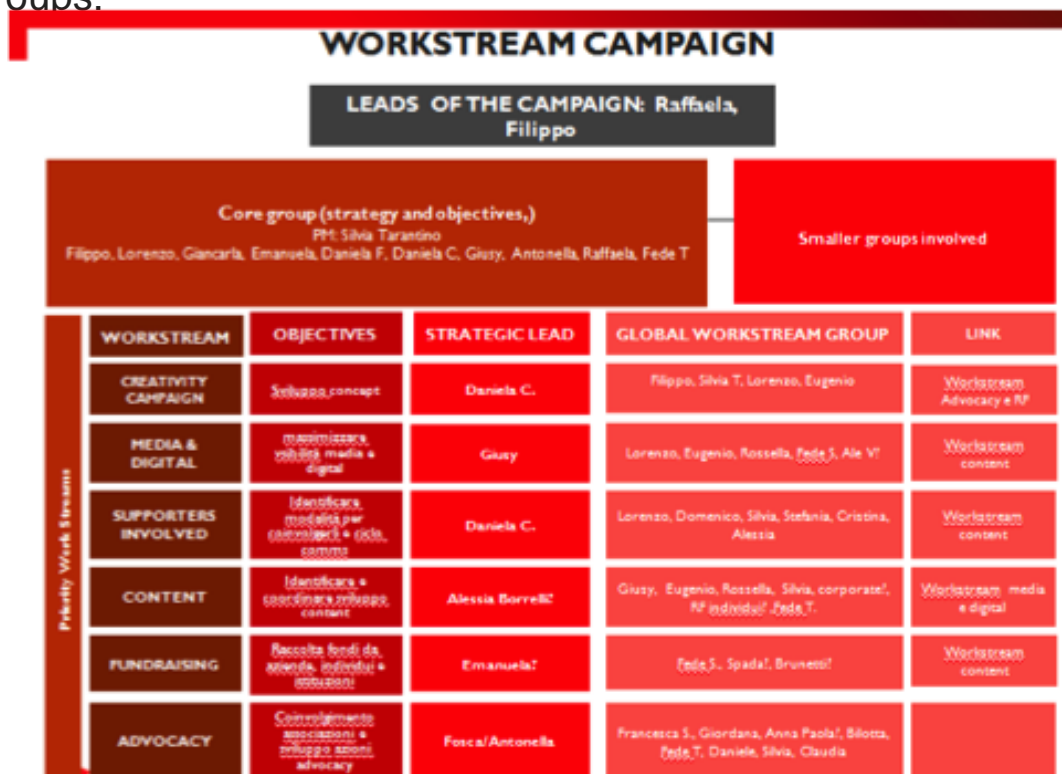 oups.
WORKSTREAM CAMPAIGN
LEADS OF THE CAMPAIGN: Raffaela,
Filippo
Core group (strategy and objectives,)
PM: Silvia Tarantino
Filippo, Lorenzo, Giancarla, Emanuela, Daniela F, Daniela C, Giusy, Antonella, Raffaela, Fede T
Smaller groups involved
Priority Work Streams
WORKSTREAM
OBJECTIVES
STRATEGIC LEAD
GLOBAL WORKSTREAM GROUP
LINK
CREATIVITY
CAMPAIGN
Sviluppo concept
Daniela C.
Filippo, Silvia T, Lorenzo, Eugenio
Workstream
Advocacy e RF
MEDIA &
DIGITAL
massimizzare
visibilità media e
digital
Giusy
Lorenzo, Eugenio, Rossella, Fede S, Ale V?
Workstream
content
SUPPORTERS
INVOLVED
Identificare
modalità per
coinvolgerli e ciclo
comms
Daniela C.
Lorenzo, Domenico, Silvia, Stefania, Cristina,
Alessia
Workstream
content
CONTENT
Identificare e
coordinare sviluppo
content
Alessia Borrelli?
Giusy, Eugenio, Rossella, Silvia, corporate?,
RF individui? ,Fede T.
Workstream media
e digital
FUNDRAISING
Raccolta fondi da
aziende, individui e
istituzioni
Emanuela?
Fede S., Spada?, Brunetti?
Workstream
content
ADVOCACY
Coinvolgimento
associazioni e
sviluppo azioni
advocacy
Fosca/Antonella
Francesca S., Giordana, Anna Paola?, Bilotta,
Fede T, Daniele, Silvia, Claudia